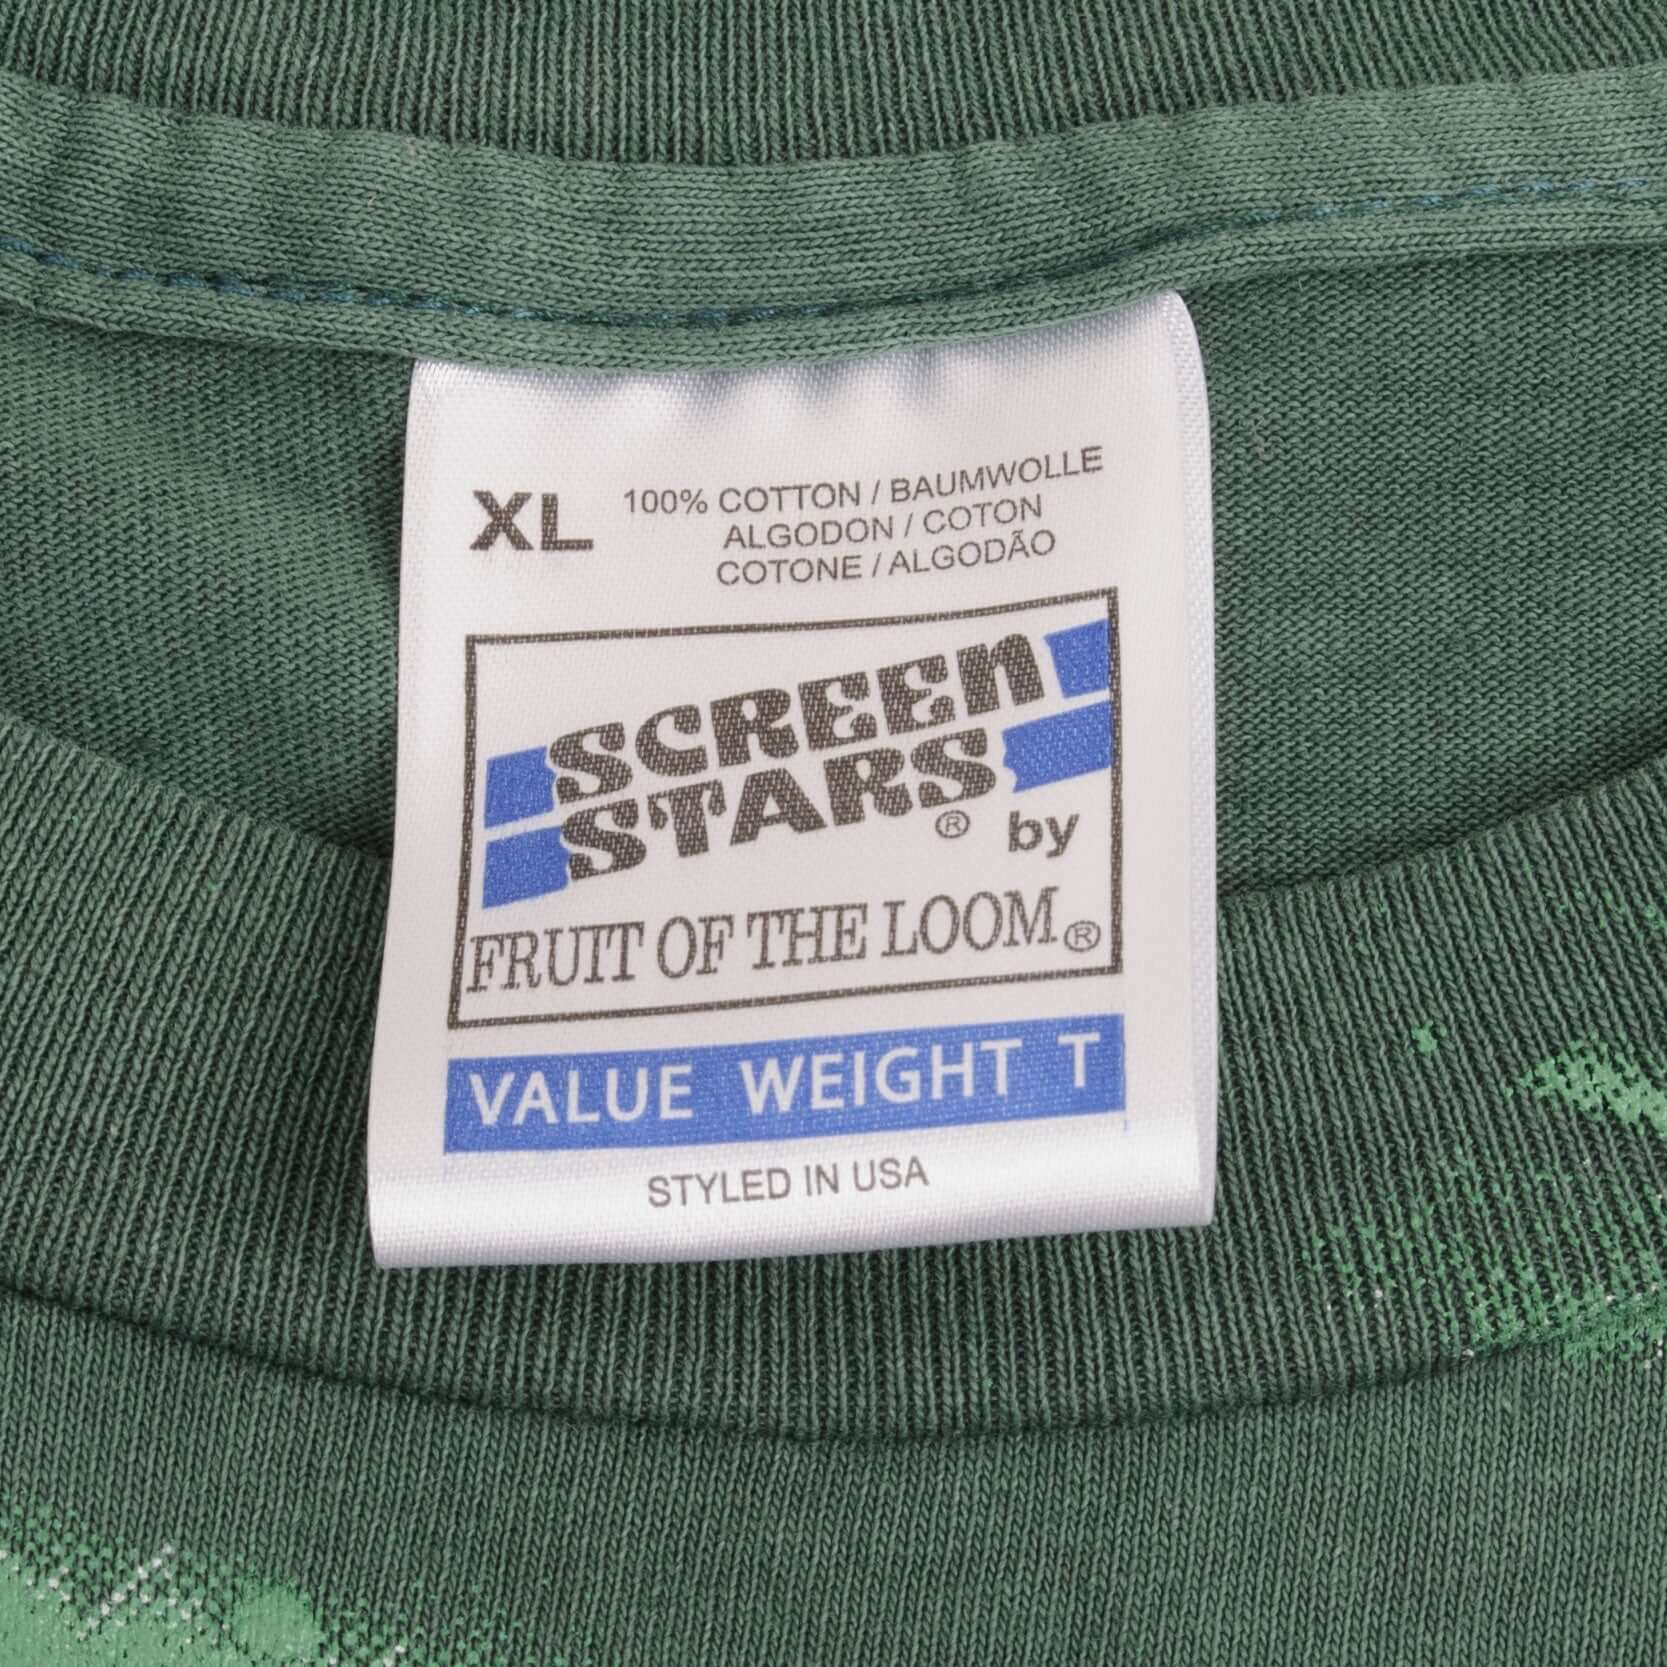 XL
100% COTTON / BAUMWOLLE
ALGODON / COTON
COTONE / ALGODÃO
SCREEN
STARS® by
FRUIT OF THE LOOM®
VALUE WEIGHT T
STYLED IN USA